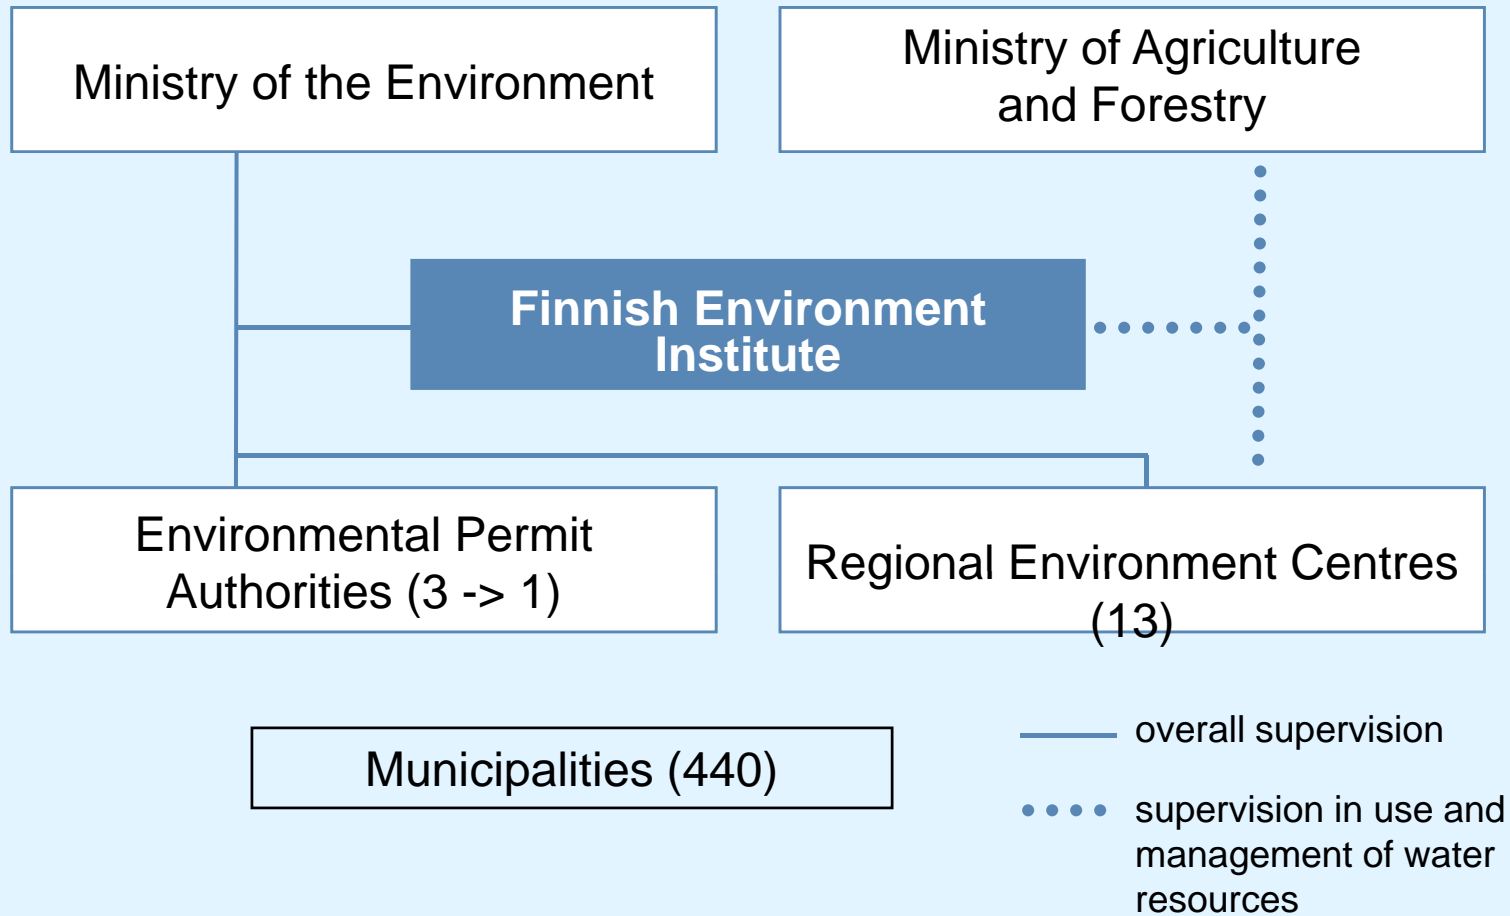 Ministry of the Environment
Ministry of Agriculture
and Forestry
Finnish Environment
Institute
Environmental Permit
Authorities (3 -> 1)
Regional Environment Centres
(13)
Municipalities (440)
overall supervision
supervision in use and
management of water
resources